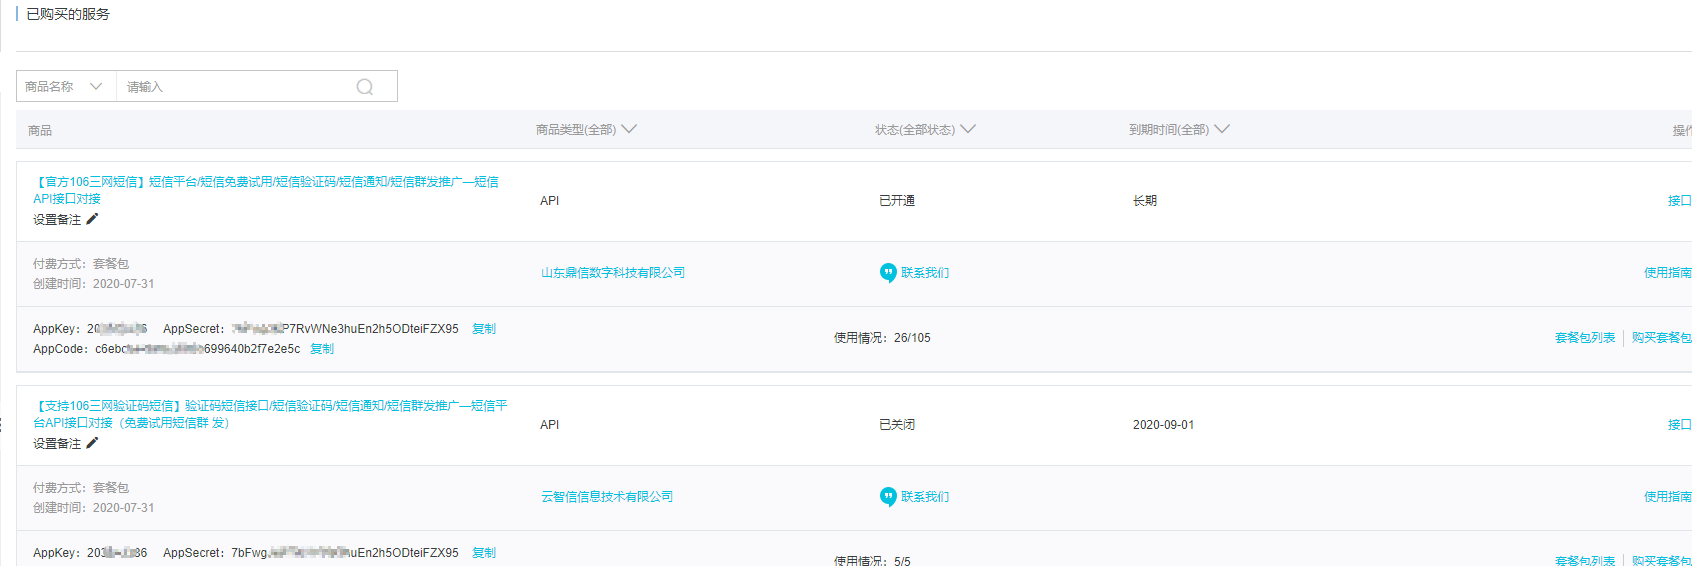 已购买的服务
商品名称 请输入
商品 商品类型(全部) 状态(全部状态) 到期时间(全部)
【官方106三网短信】短信平台/短信免费试用/短信验证码/短信通知/短信群发推广—短信
API接口对接
设置备注
API 已开通 长期 接口
付费方式：套餐包
创建时间：2020-07-31
山东鼎信数字科技有限公司 联系我们 使用指南
AppKey：20 6 AppSecret： P7RvWNe3huEn2h5ODteiFZX95 复制
AppCode：c6ebc 699640b2f7e2e5c 复制
使用情况：26/105 套餐包列表 购买套餐包
【支持106三网验证码短信】验证码短信接口/短信验证码/短信通知/短信群发推广—短信平
台API接口对接（免费试用短信群 发）
设置备注
API 已关闭 2020-09-01 接口
付费方式：套餐包
创建时间：2020-07-31
云智信信息技术有限公司 联系我们 使用指南
AppKey：203 86 AppSecret：7bFwg uEn2h5ODteiFZX95 复制
使用情况：5/5 套餐包列表 购买套餐包